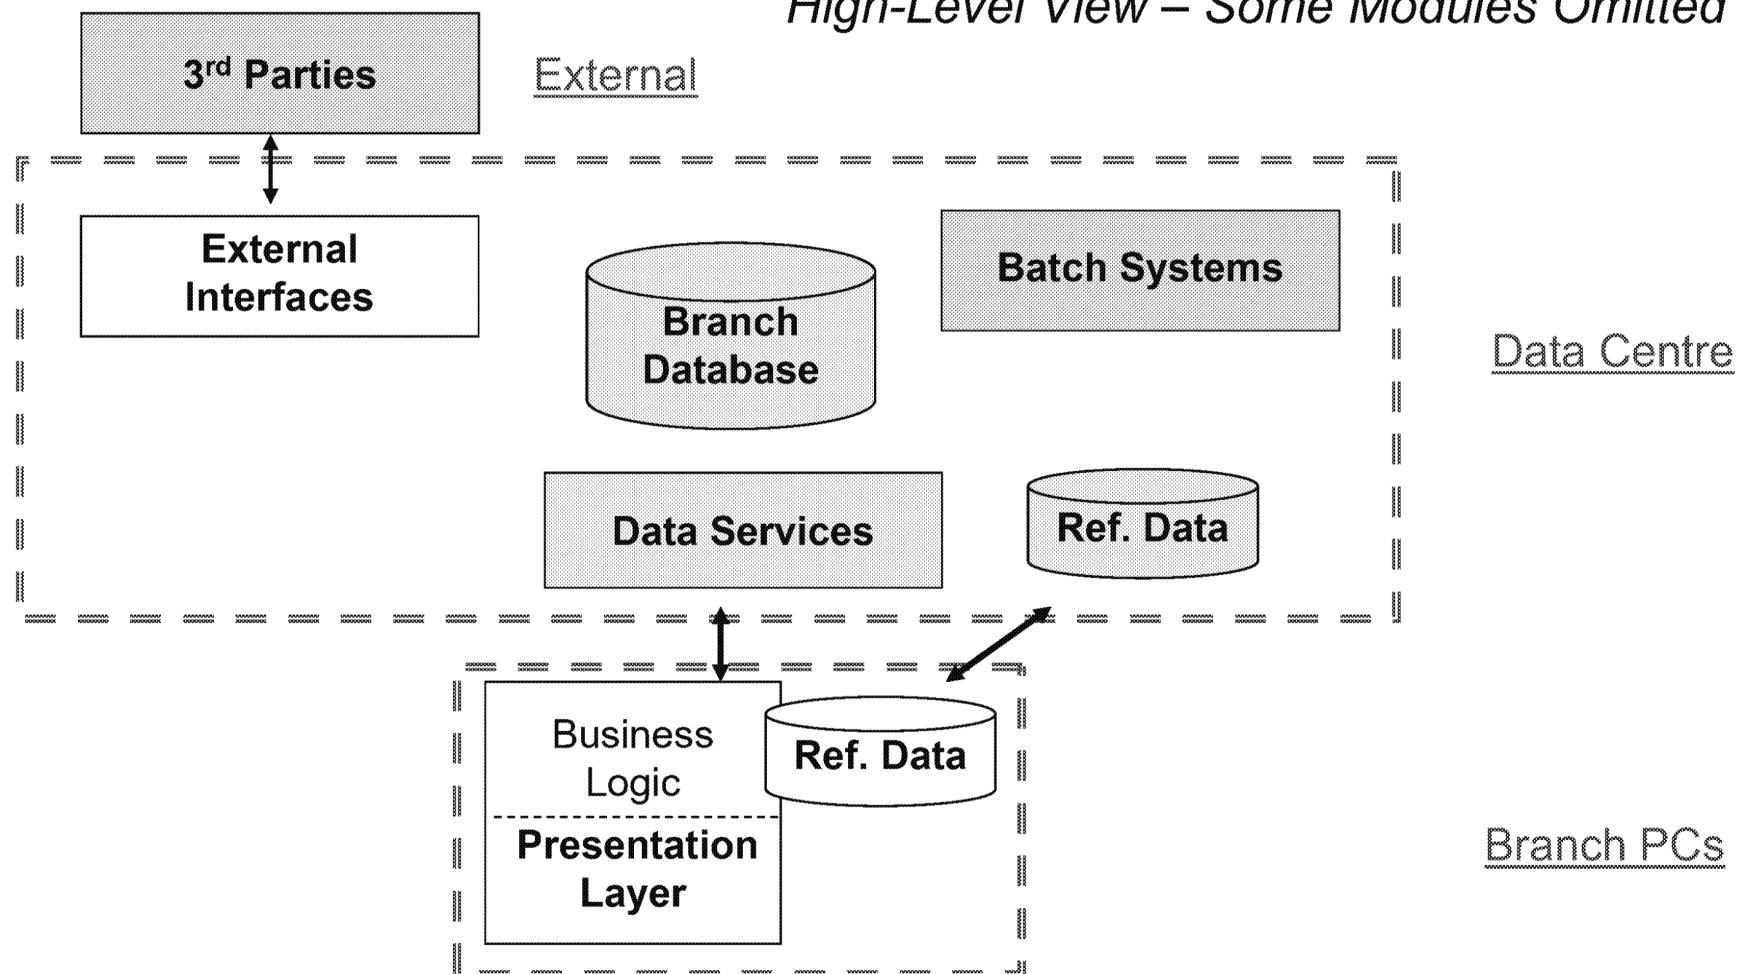 High-Level View – Some Modules Omitted
3rd Parties
External
External
Interfaces
Batch Systems
Branch
Database
Data Centre
Data Services
Ref. Data
Business
Logic
Ref. Data
Presentation
Layer
Branch PCs